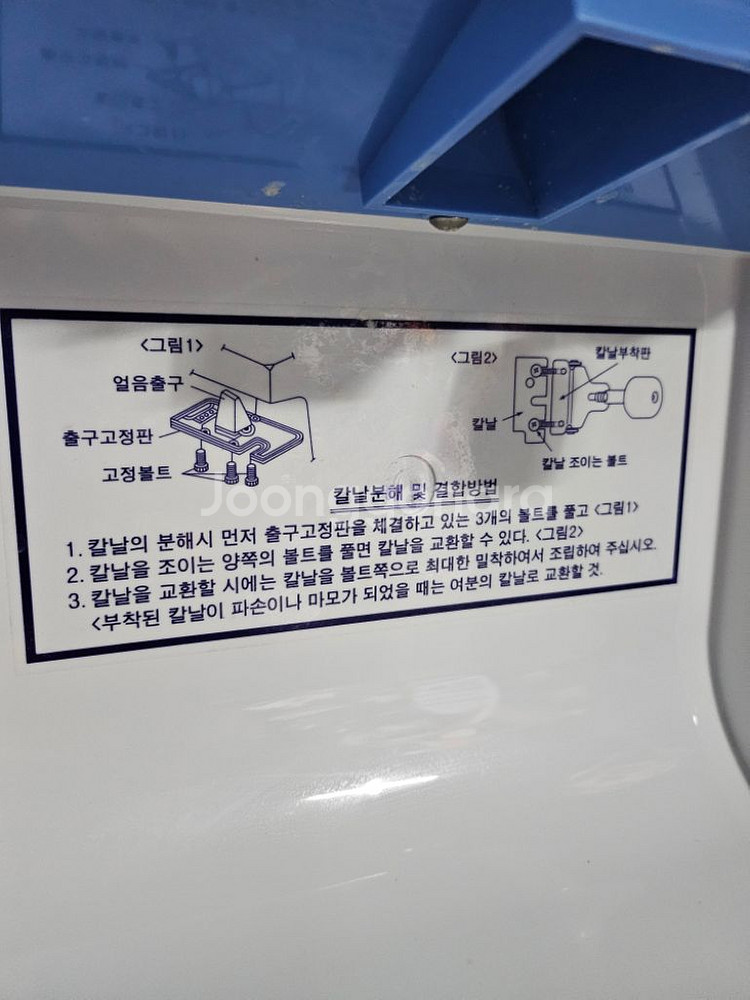 <그림1>
얼음출구
출구고정판
고정볼트
<그림2>
칼날부착판
칼날
칼날 조이는 볼트
칼날분해 및 결합방법
1. 칼날의 분해시 먼저 출구고정판을 체결하고 있는 3개의 볼트를 풀고 <그림1>
2. 칼날을 조이는 양쪽의 볼트를 풀면 칼날을 교환할 수 있다. <그림2>
3. 칼날을 교환할 시에는 칼날을 볼트쪽으로 최대한 밀착하여서 조립하여 주십시오.
<부착된 칼날이 파손이나 마모가 되었을 때는 여분의 칼날로 교환할 것.
Joonggonara